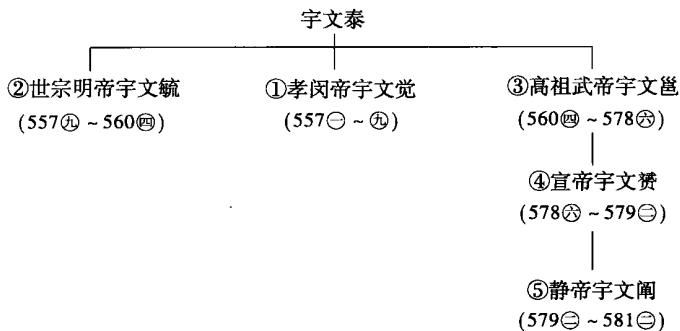 宇文泰
②世宗明帝宇文毓
(557㊈~560㊃)
①孝闵帝宇文觉
(557㊀~㊈)
③高祖武帝宇文邕
(560㊃~578㊅)
④宣帝宇文赟
(578㊅~579㊁)
⑤静帝宇文阐
(579㊁~581㊁)